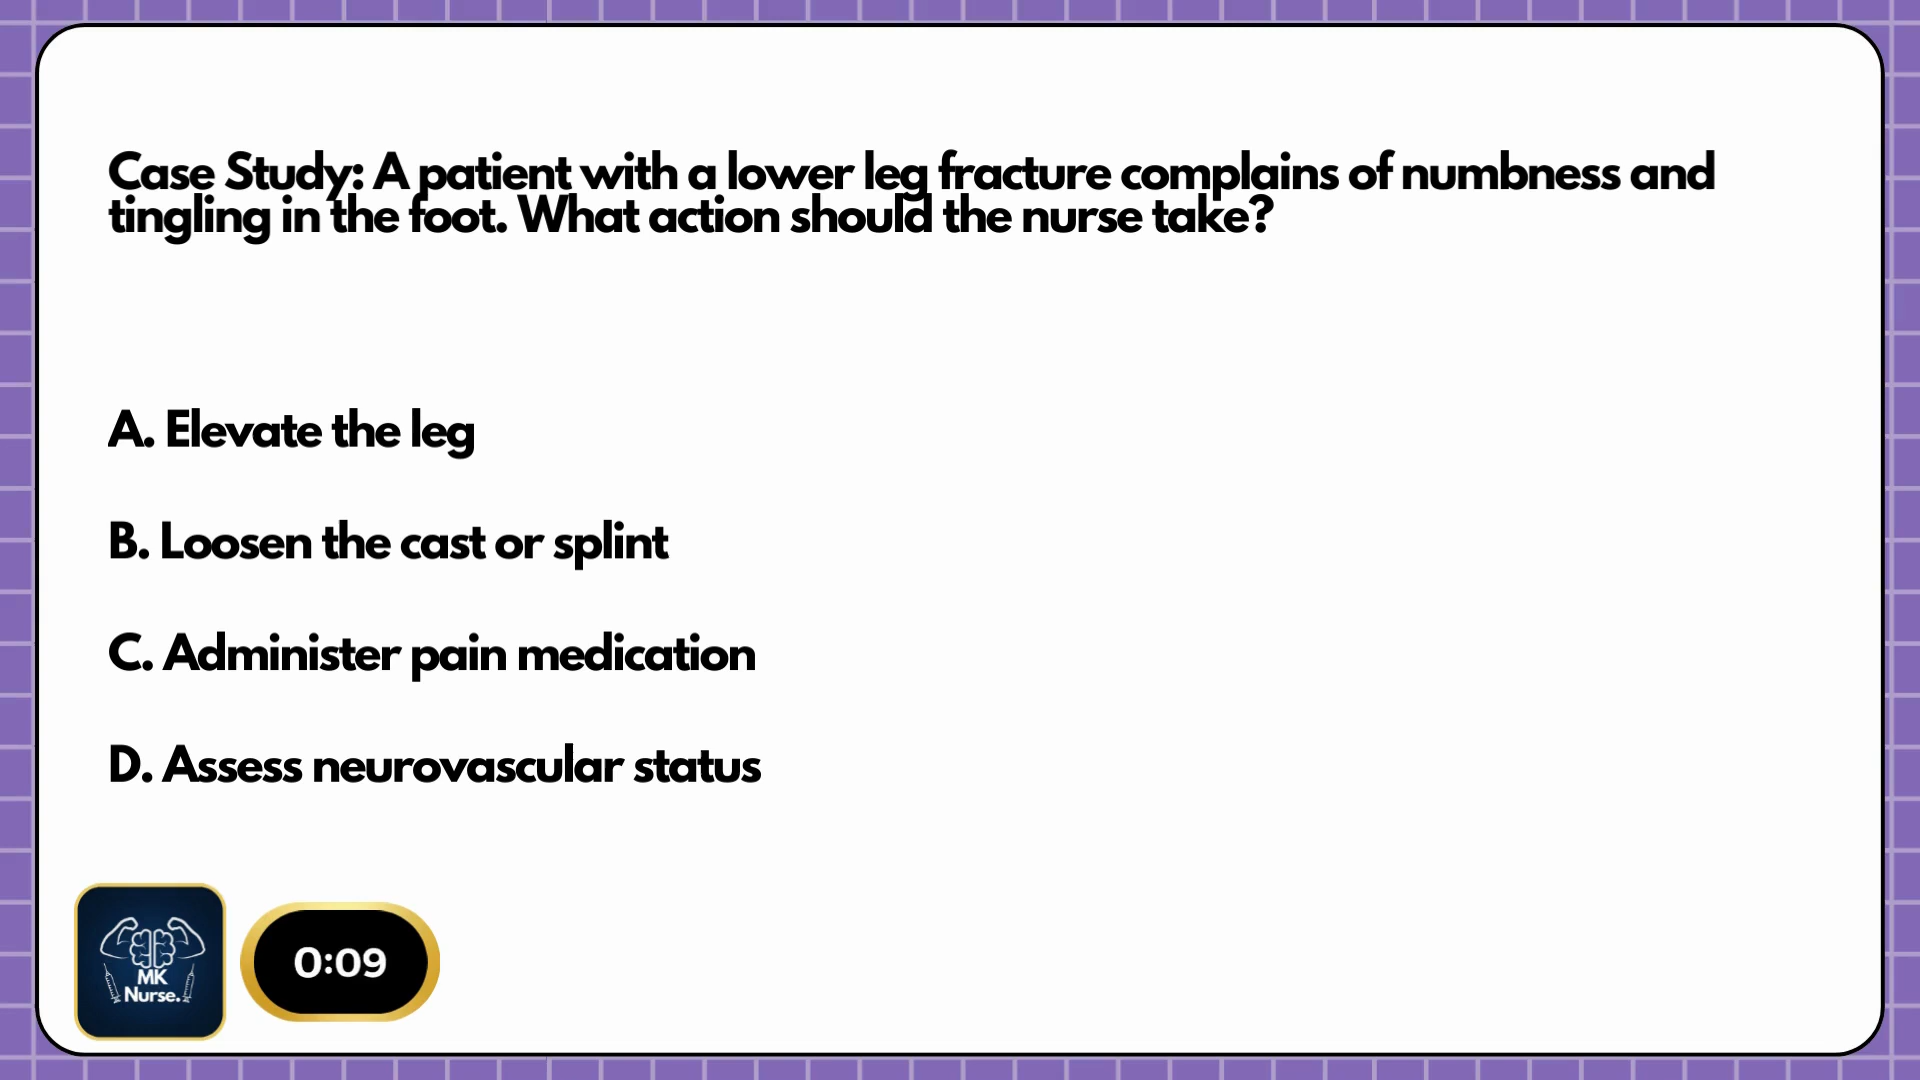 Case Study: A patient with a lower leg fracture complains of numbness and
tingling in the foot. What action should the nurse take?
A. Elevate the leg
B. Loosen the cast or splint
C. Administer pain medication
D. Assess neurovascular status
MK
Nurse.
0:09